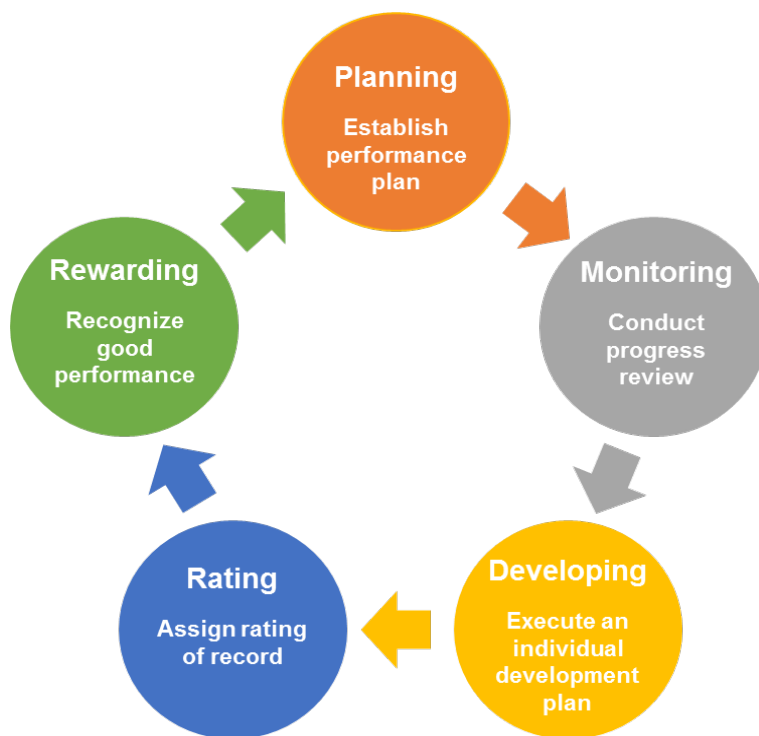 Planning
Establish
performance
plan
Monitoring
Conduct
progress
review
Developing
Execute an
individual
development
plan
Rating
Assign rating
of record
Rewarding
Recognize
good
performance